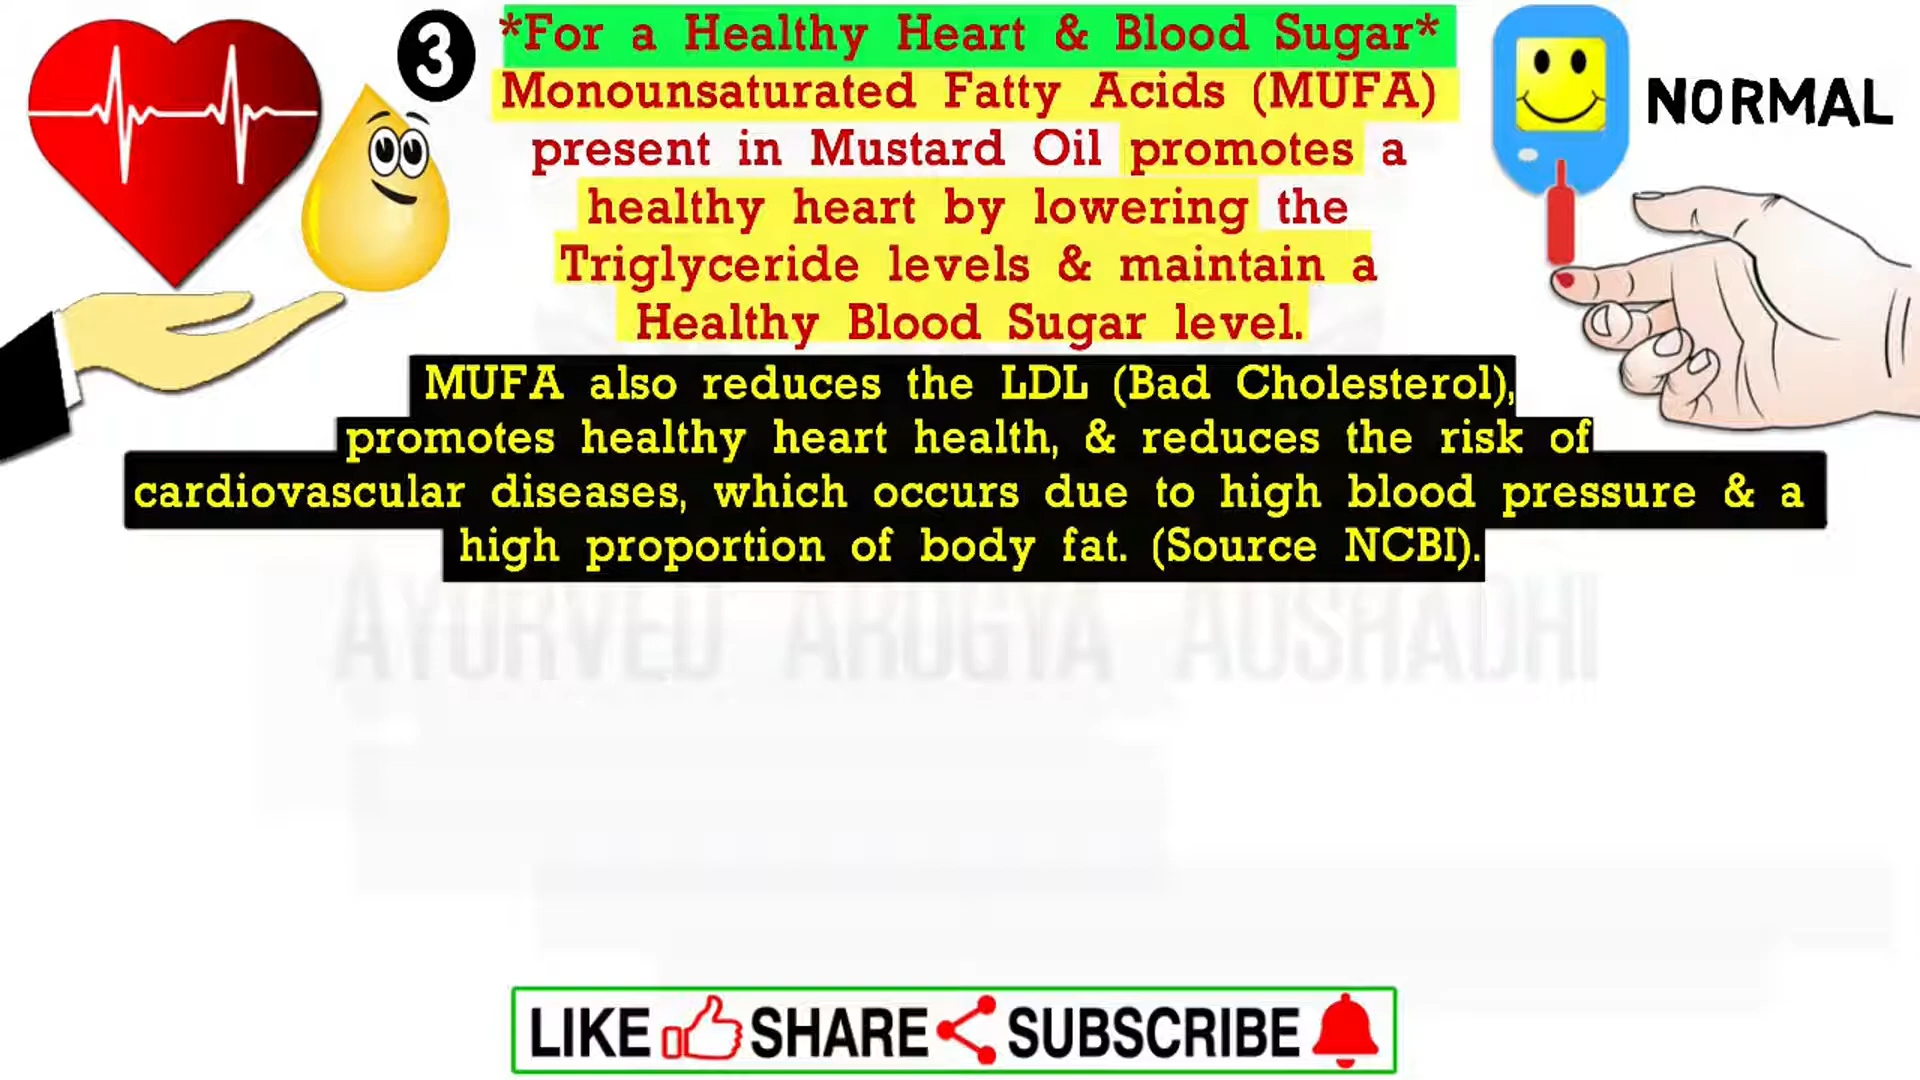 3
*For a Healthy Heart & Blood Sugar*
Monounsaturated Fatty Acids (MUFA)
present in Mustard Oil promotes a
healthy heart by lowering the
Triglyceride levels & maintain a
Healthy Blood Sugar level.
NORMAL
MUFA also reduces the LDL (Bad Cholesterol),
promotes healthy heart health, & reduces the risk of
cardiovascular diseases, which occurs due to high blood pressure & a
high proportion of body fat. (Source NCBI).
AYURVED AROGYA AUSHADHI
LIKE SHARE SUBSCRIBE